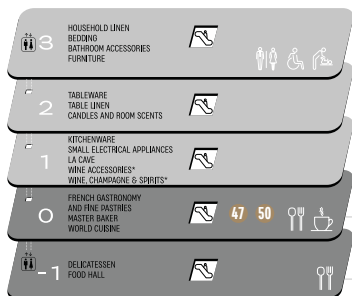 3
HOUSEHOLD LINEN
BEDDING
BATHROOM ACCESSORIES
FURNITURE
2
TABLEWARE
TABLE LINEN
CANDLES AND ROOM SCENTS
1
KITCHENWARE
SMALL ELECTRICAL APPLIANCES
LA CAVE
WINE ACCESSORIES*
WINE, CHAMPAGNE & SPIRITS*
0
FRENCH GASTRONOMY
AND FINE PASTRIES
MASTER BAKER
WORLD CUISINE
47 50
-1
DELICATESSEN
FOOD HALL